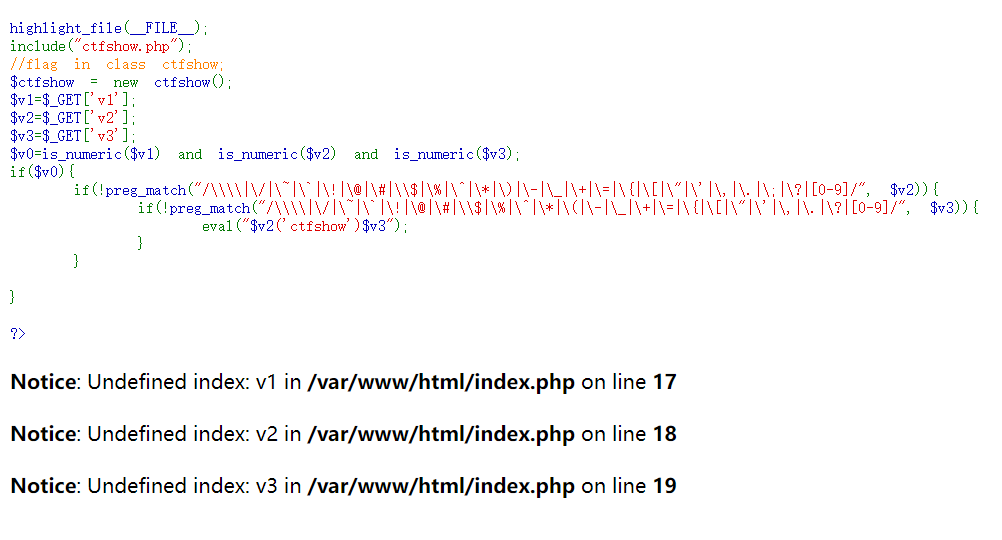 highlight_file(__FILE__);
include("ctfshow.php");
//flag in class ctfshow;
$ctfshow = new ctfshow();
$v1=$_GET['v1'];
$v2=$_GET['v2'];
$v3=$_GET['v3'];
$v0=is_numeric($v1) and is_numeric($v2) and is_numeric($v3);
if($v0){
if(!preg_match("/\\\\|\/|\~|\`|\!|\@|\#|\\$|\%|\^|\*|\)|\-|\_|\+|\=|\{|\[|\"|\'|\,|\.|\;|\?|[0-9]/", $v2)){
if(!preg_match("/\\\\|\/|\~|\`|\!|\@|\#|\\$|\%|\^|\*|\(|\-|\_|\+|\=|\{|\[|\"|\'|\,|\.|\?|[0-9]/", $v3)){
eval("$v2('ctfshow')$v3");
}
}
}
?>
Notice: Undefined index: v1 in /var/www/html/index.php on line 17
Notice: Undefined index: v2 in /var/www/html/index.php on line 18
Notice: Undefined index: v3 in /var/www/html/index.php on line 19